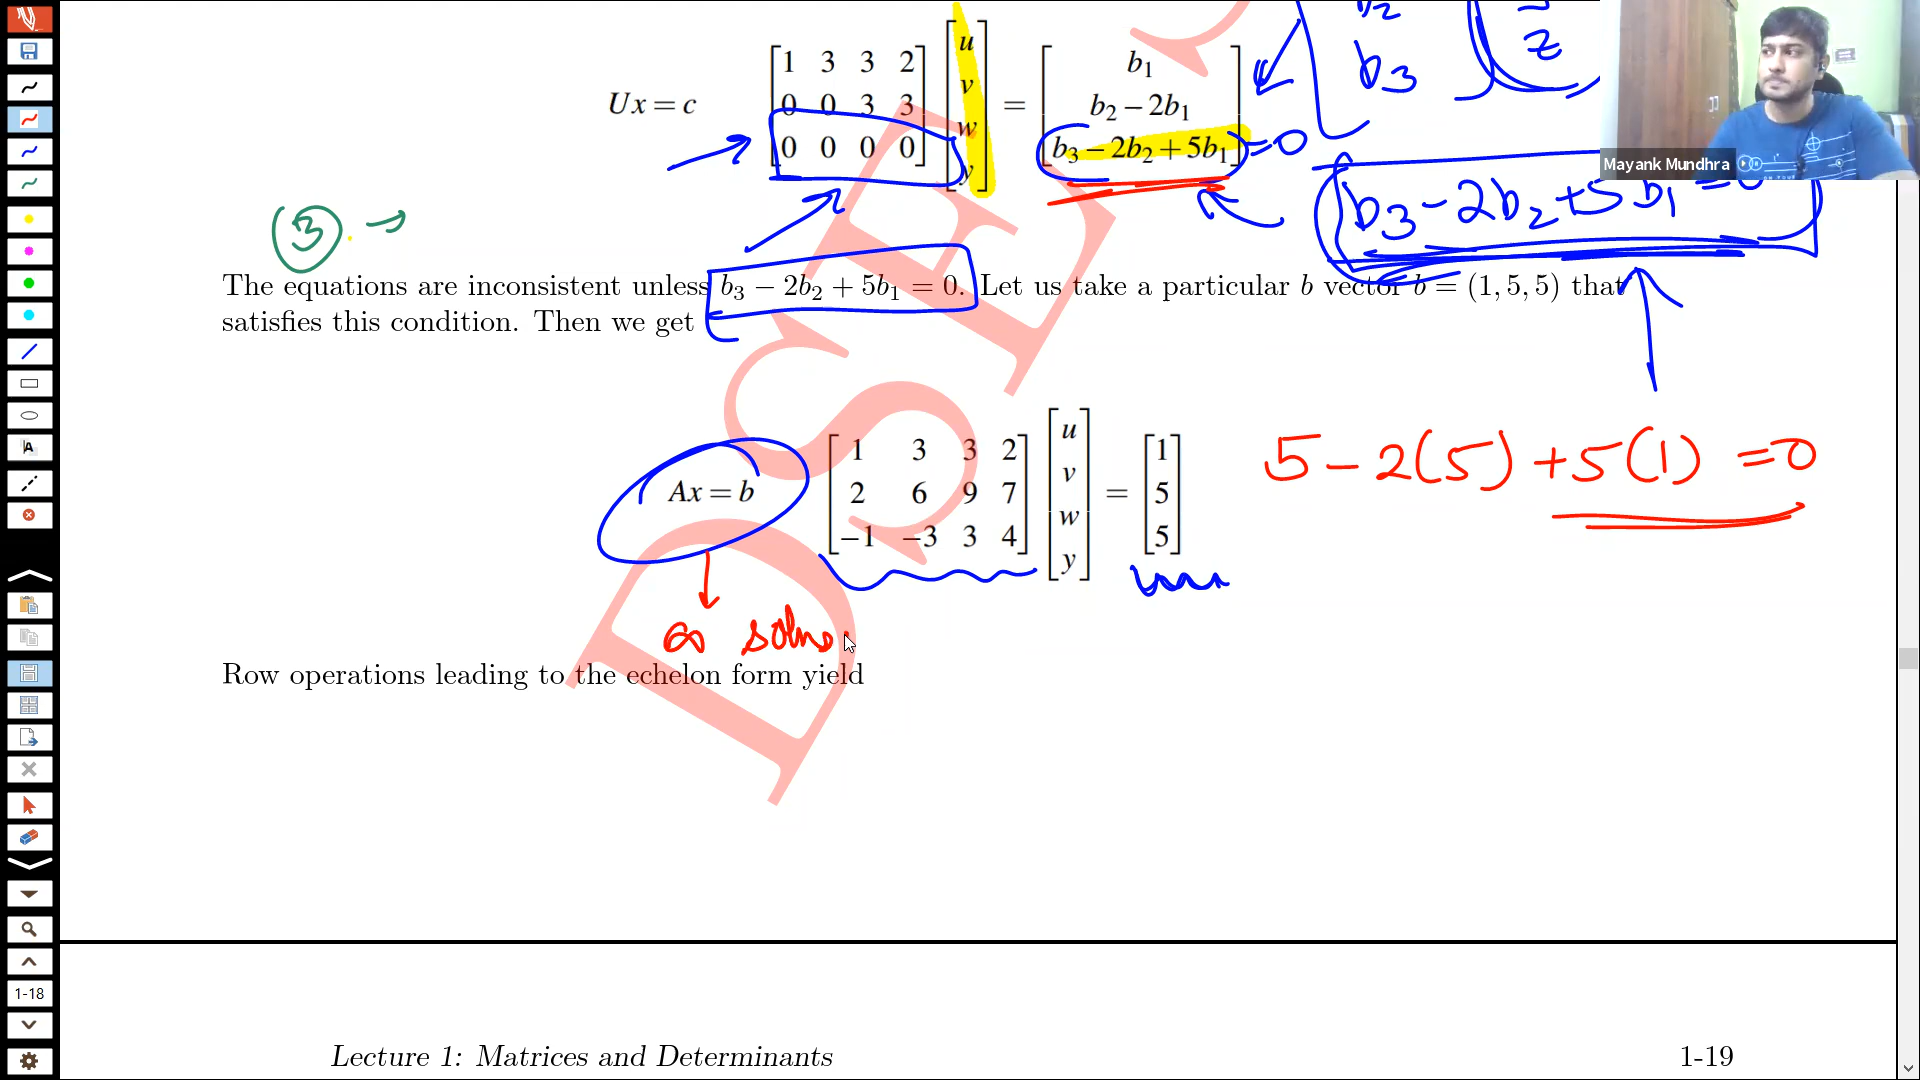 Ux = c [1 3 3 2; 0 0 3 3; 0 0 0 0] [u; v; w; y] = [b₁; b₂ − 2b₁; b₃ − 2b₂ + 5b₁] =0
b₃
z
Mayank Mundhra
b₃ − 2b₂ + 5b₁ = 0
③ →
The equations are inconsistent unless b₃ − 2b₂ + 5b₁ = 0. Let us take a particular b vector b = (1, 5, 5) that
satisfies this condition. Then we get
Ax = b [1 3 3 2; 2 6 9 7; −1 −3 3 4] [u; v; w; y] = [1; 5; 5]
5 − 2(5) + 5(1) = 0
∞ solns
Row operations leading to the echelon form yield
DSE
1-18
Lecture 1: Matrices and Determinants 1-19